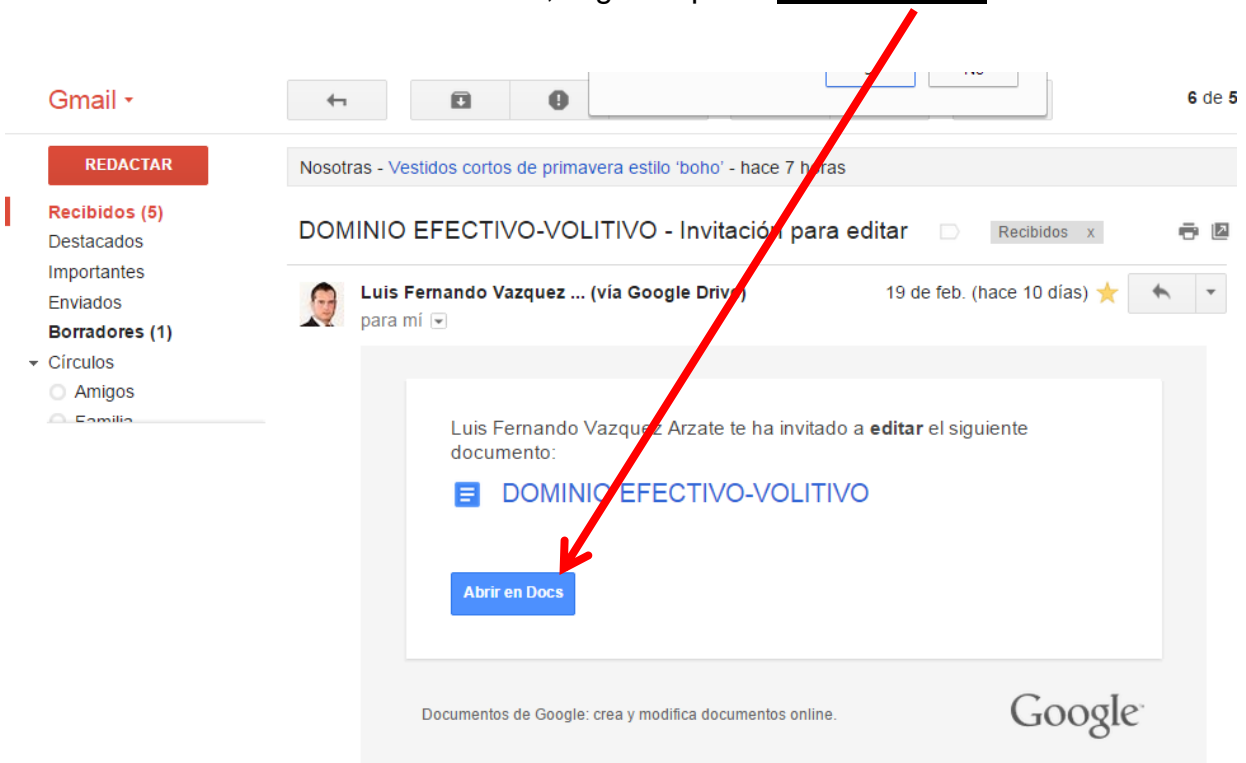 Gmail
6 de 5
REDACTAR
Nosotras - Vestidos cortos de primavera estilo 'boho' - hace 7 horas
Recibidos (5)
Destacados
Importantes
Enviados
Borradores (1)
Círculos
Amigos
Familia
DOMINIO EFECTIVO-VOLITIVO - Invitación para editar
Recibidos x
Luis Fernando Vazquez ... (vía Google Drive)
19 de feb. (hace 10 días)
para mí
Luis Fernando Vazquez Arzate te ha invitado a editar el siguiente
documento:
DOMINIO EFECTIVO-VOLITIVO
Abrir en Docs
Documentos de Google: crea y modifica documentos online.
Google